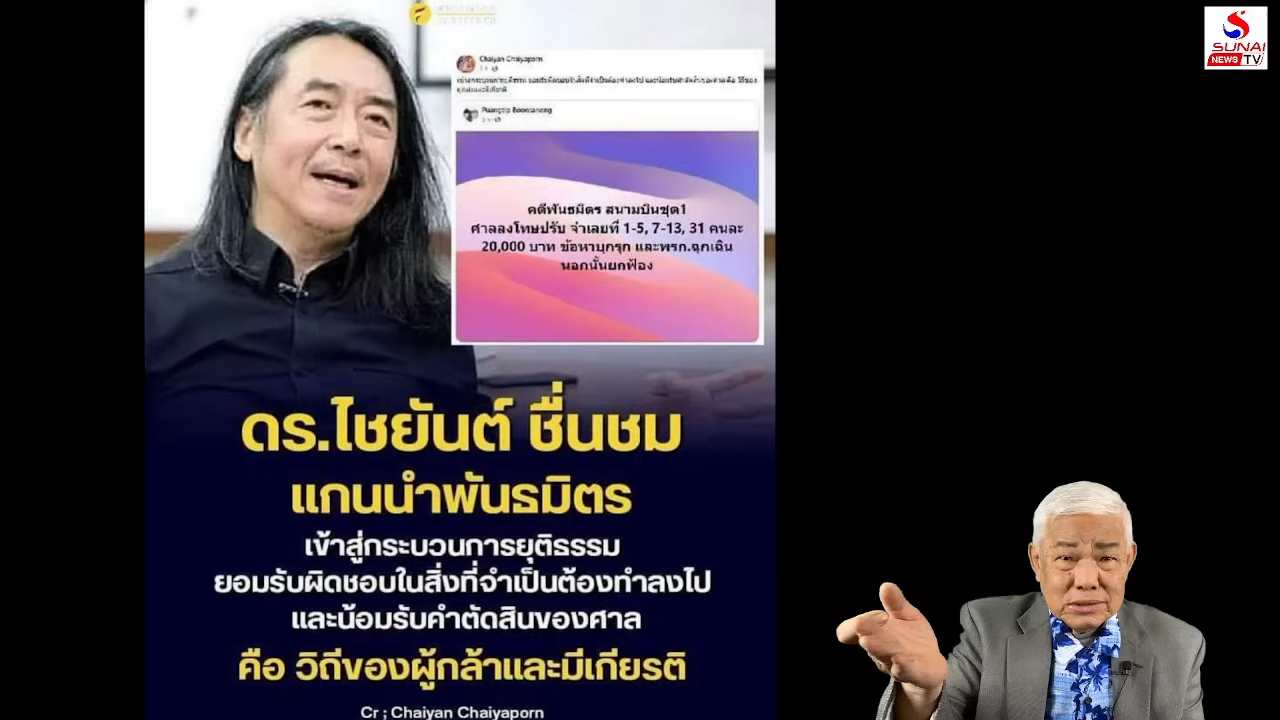 SUNAI
NEWS TV
Chaiyan Chaiyaporn
Puangtip Boonsanong
คดีพันธมิตร สนามบินชุด1
ศาลลงโทษปรับ จำเลยที่ 1-5, 7-13, 31 คนละ
20,000 บาท ข้อหาบุกรุก และพรก.ฉุกเฉิน
นอกนั้นยกฟ้อง
ดร.ไชยันต์ ชื่นชม
แกนนำพันธมิตร
เข้าสู่กระบวนการยุติธรรม
ยอมรับผิดชอบในสิ่งที่จำเป็นต้องทำลงไป
และน้อมรับคำตัดสินของศาล
คือ วิถีของผู้กล้าและมีเกียรติ
Cr ; Chaiyan Chaiyaporn